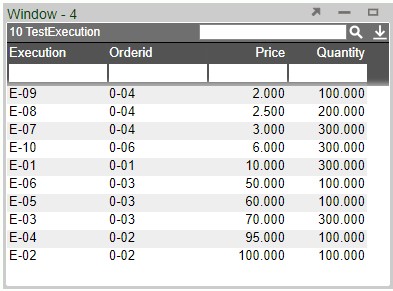 Window - 4
10 TestExecution
Execution Orderid Price Quantity
E-09 0-04 2.000 100.000
E-08 0-04 2.500 200.000
E-07 0-04 3.000 300.000
E-10 0-06 6.000 300.000
E-01 0-01 10.000 300.000
E-06 0-03 50.000 100.000
E-05 0-03 60.000 100.000
E-03 0-03 70.000 300.000
E-04 0-02 95.000 100.000
E-02 0-02 100.000 100.000